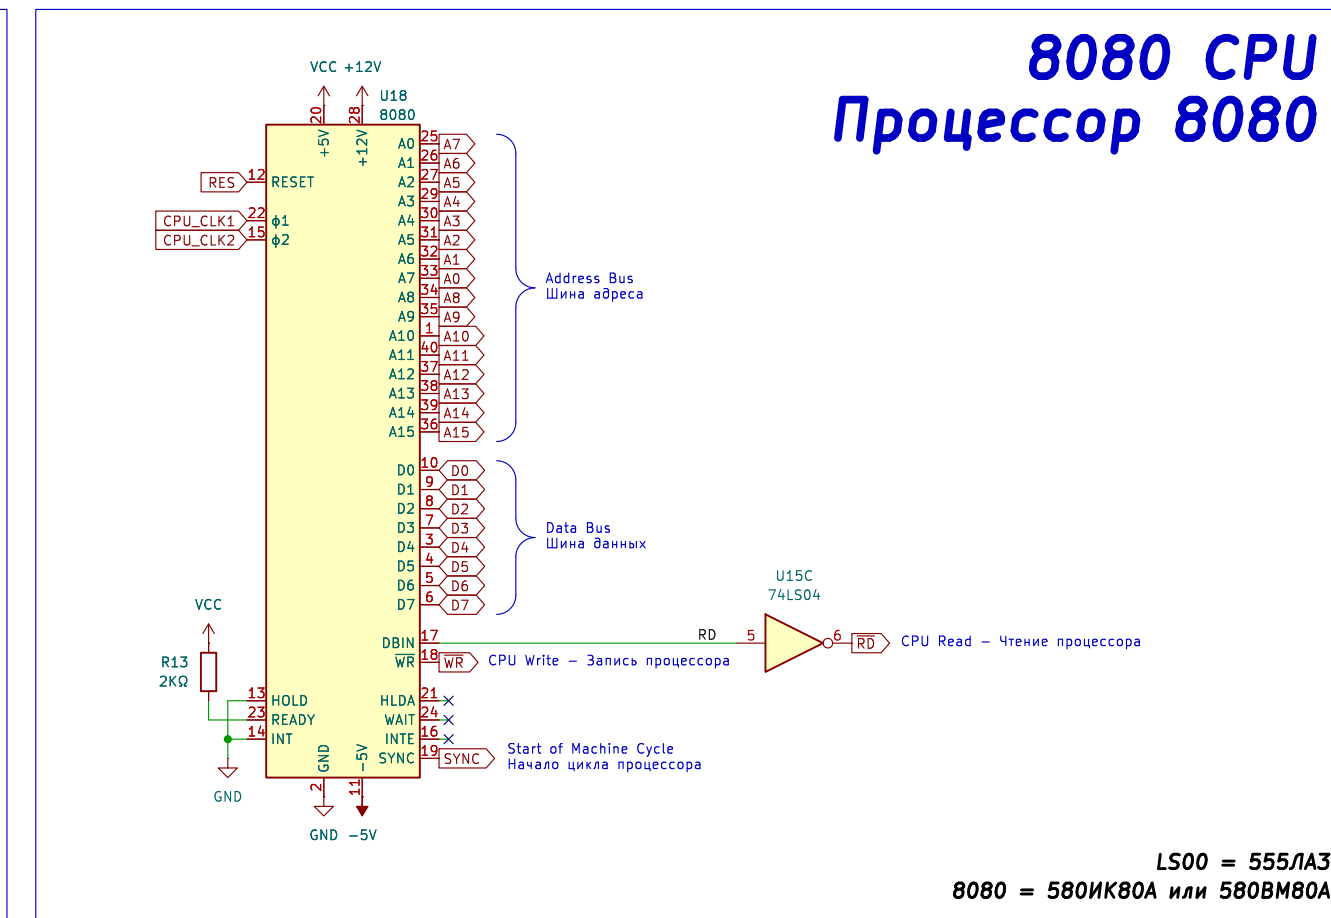 8080 CPU
Процессор 8080
VCC +12V
U18
8080
20
28
+5V
+12V
RES 12 RESET
CPU_CLK1 22 ф1
CPU_CLK2 15 ф2
A0 25 A7
A1 26 A6
A2 27 A5
A3 29 A4
A4 30 A3
A5 31 A2
A6 32 A1
A7 33 A0
A8 34 A8
A9 35 A9
A10 1 A10
A11 40 A11
A12 37 A12
A13 38 A13
A14 39 A14
A15 36 A15
Address Bus
Шина адреса
D0 10 D0
D1 9 D1
D2 8 D2
D3 7 D3
D4 3 D4
D5 4 D5
D6 5 D6
D7 6 D7
Data Bus
Шина данных
U15C
74LS04
DBIN 17 RD 5 6 RD CPU Read – Чтение процессора
WR 18 WR CPU Write – Запись процессора
VCC
R13
2KΩ
13 HOLD
23 READY
14 INT
GND
HLDA 21
WAIT 24
INTE 16
SYNC 19 SYNC
Start of Machine Cycle
Начало цикла процессора
GND
-5V
2
11
GND -5V
LS00 = 555ЛА3
8080 = 580ИК80А или 580ВМ80А